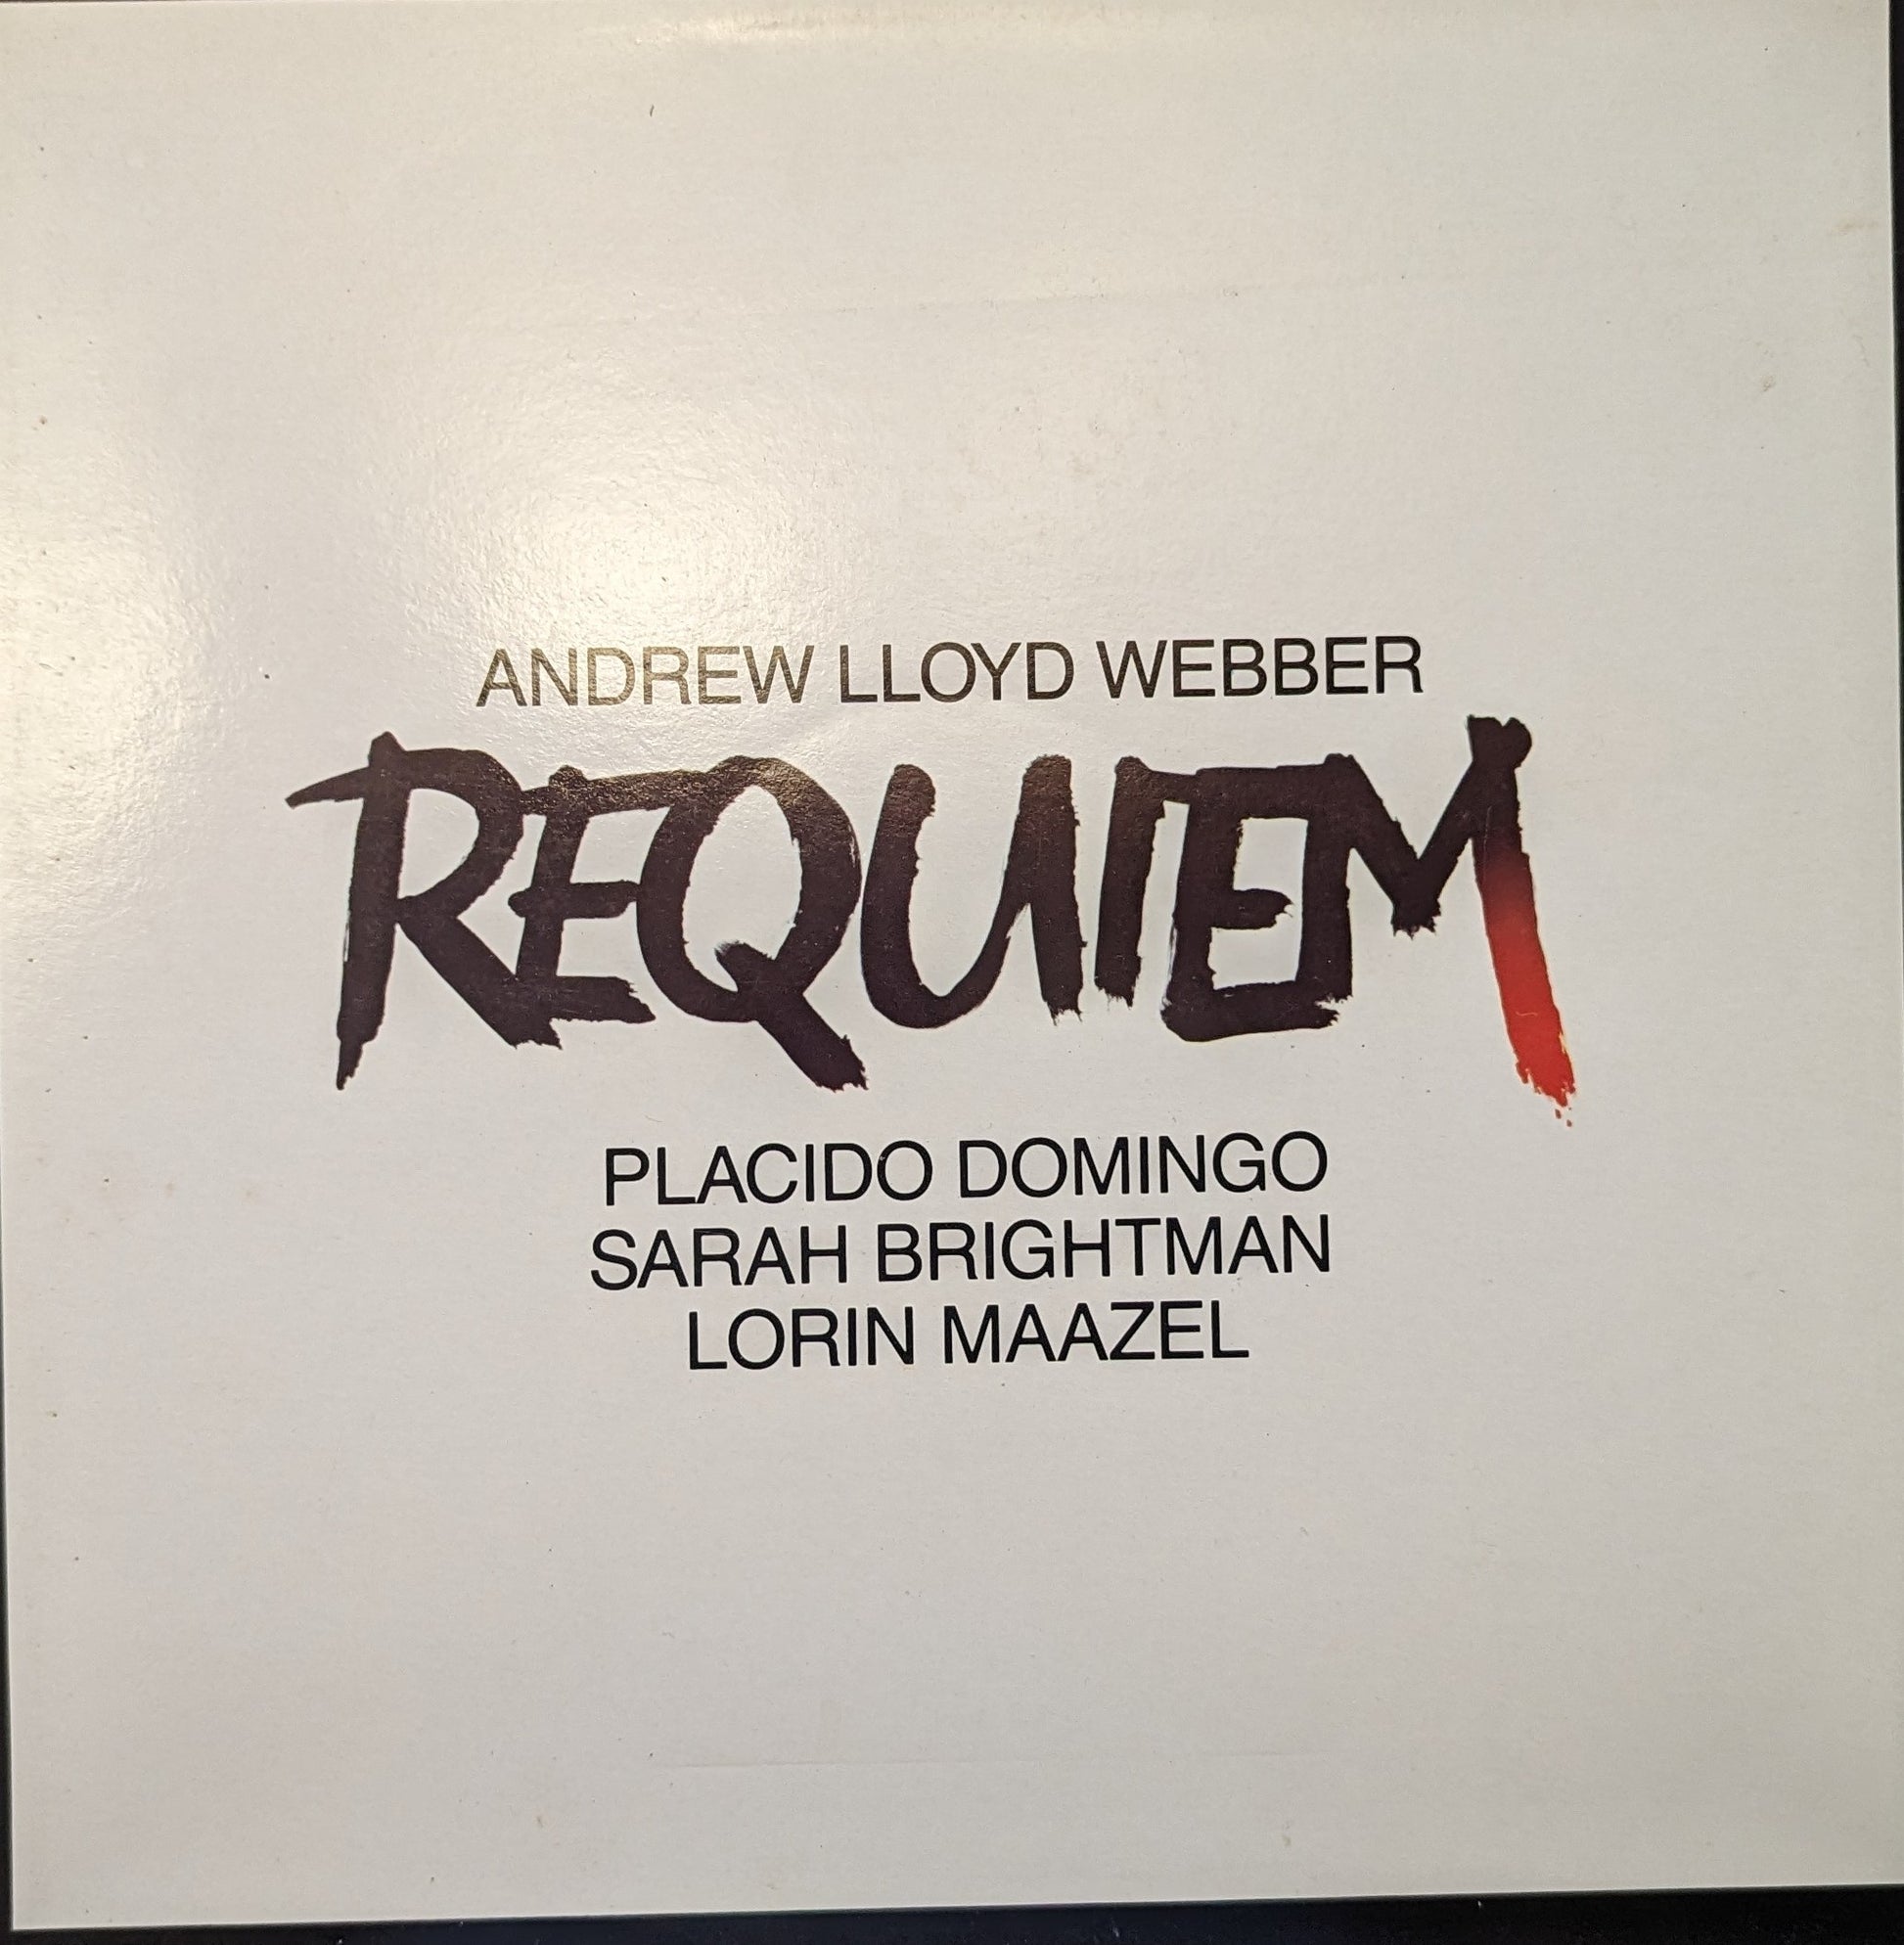 ANDREW LLOYD WEBBER
REQUIEM
PLACIDO DOMINGO
SARAH BRIGHTMAN
LORIN MAAZEL